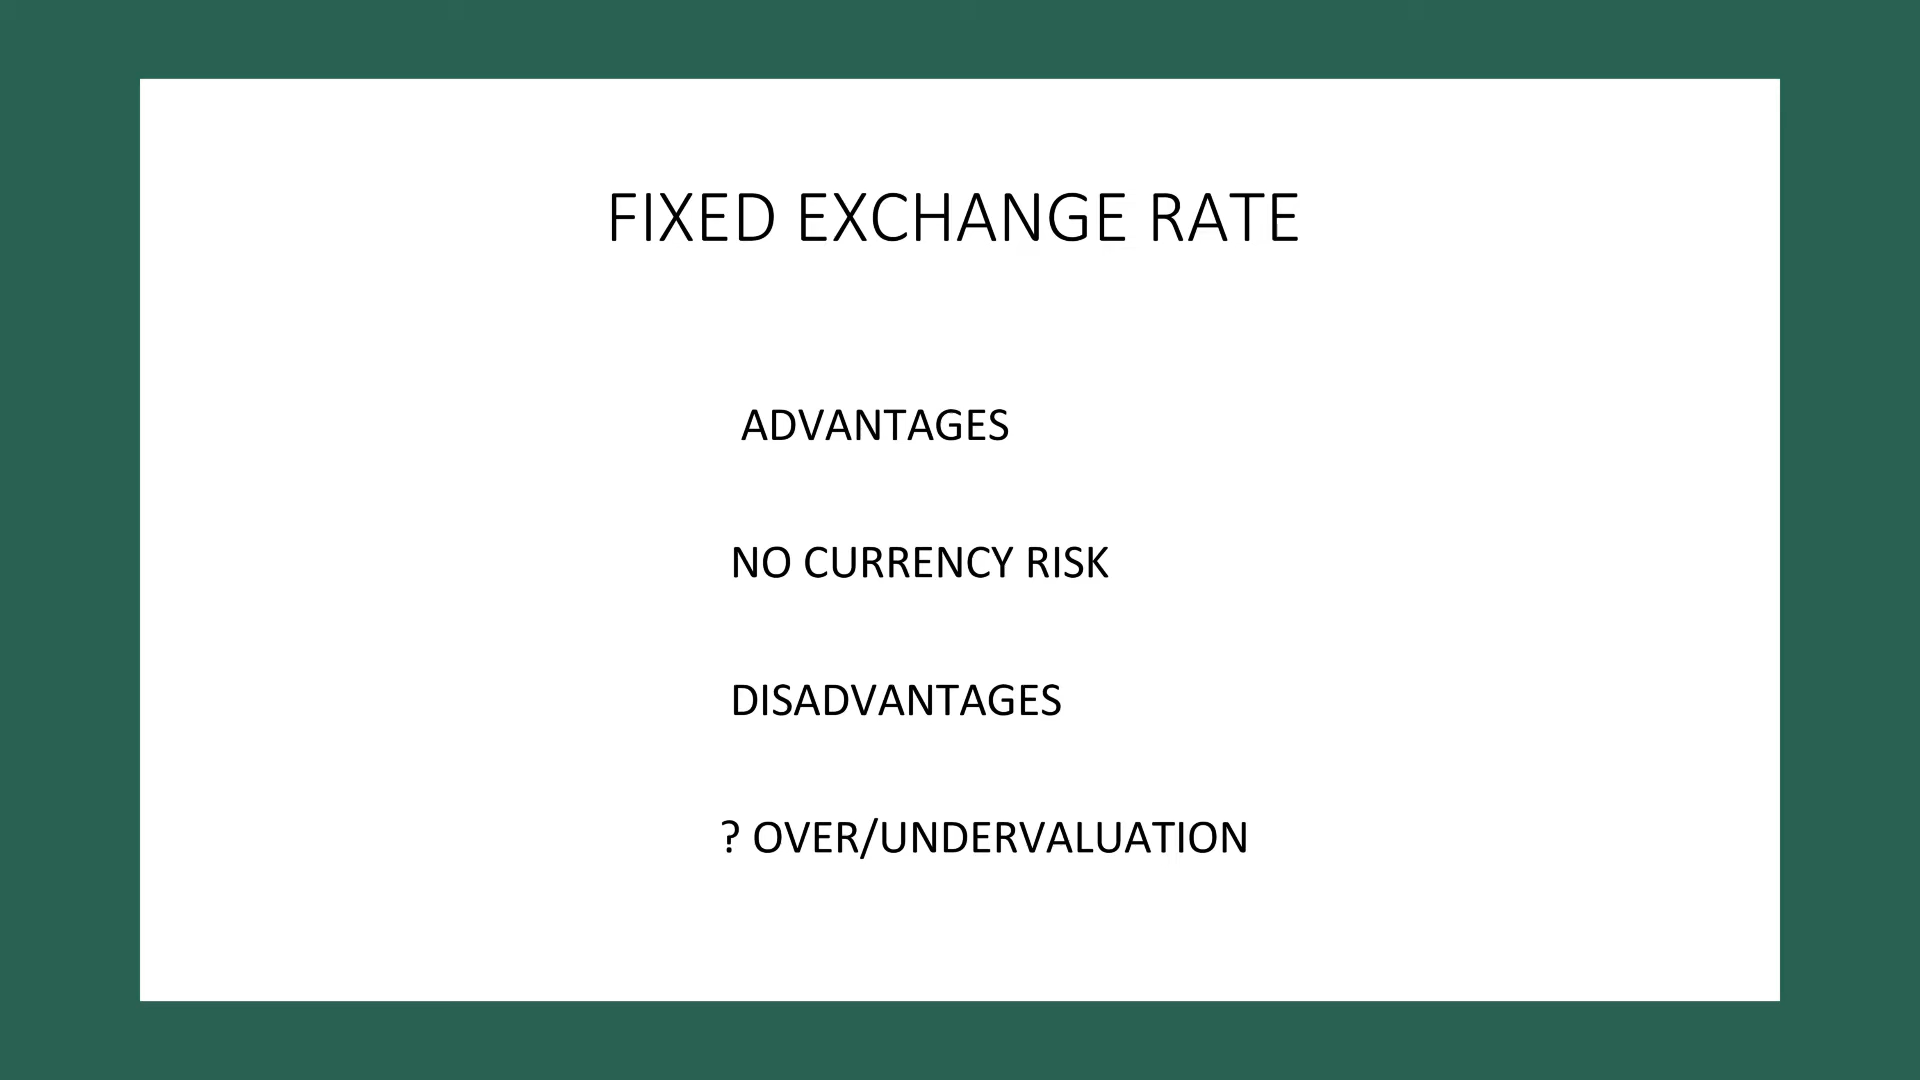 FIXED EXCHANGE RATE
ADVANTAGES
NO CURRENCY RISK
DISADVANTAGES
? OVER/UNDERVALUATION